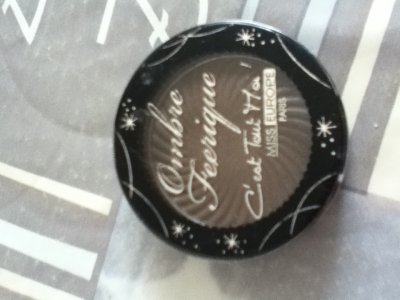 Ombre
Féerique
C'est Tout Moi !
MISS EUROPE
PARIS